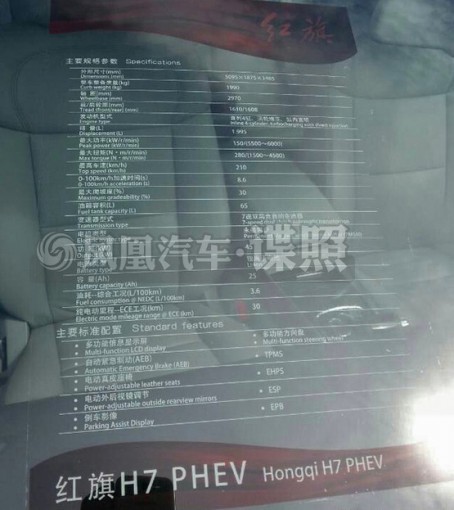 红旗
主要规格参数 Specifications
外形尺寸(mm)
Dimensions (mm)
5095×1875×1485
整车整备质量(kg)
Curb weight (kg)
1990
轴 距(mm)
Wheelbase (mm)
2970
前/后轮距(mm)
Tread (front/rear) (mm)
1610/1608
发动机型式
Engine type
排 量(L)
Displacement (L)
1.995
最大功率(kW/r/min)
Peak power (kW/r/min)
150/(5500~6000)
最大扭矩(N·m/r/min)
Max torque (N·m/r/min)
280/(1500~4500)
最高车速(km/h)
Top speed (km/h)
210
0-100km/h加速时间(s)
0-100km/h acceleration (s)
8.6
最大爬坡度(%)
Maximum gradeability (%)
30
油箱容积(L)
Fuel tank capacity (L)
65
变速器型式
Transmission type
凤凰汽车·谍照
Battery type
容 量(Ah)
Battery capacity (Ah)
25
油耗--综合工况(L/100km)
Fuel consumption @ NEDC (L/100km)
3.4
纯电动里程--ECE工况(km)
Electric mode mileage range @ ECE (km)
30
主要标准配置 Standard features
• 多功能液晶显示屏
Multi-function LCD display
• 自动紧急制动(AEB)
Automatic Emergency Brake (AEB)
• 电动真皮座椅
Power-adjustable leather seats
• 电动外后视镜调节
Power-adjustable outside rearview mirrors
• 倒车影像
Parking Assist Display
• 多功能方向盘
Multi-function steering wheel
• TPMS
• EHPS
• ESP
• EPB
红旗H7 PHEV Hongqi H7 PHEV